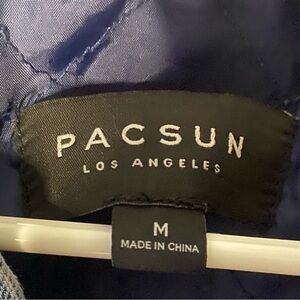 PACSUN
LOS ANGELES
M
MADE IN CHINA